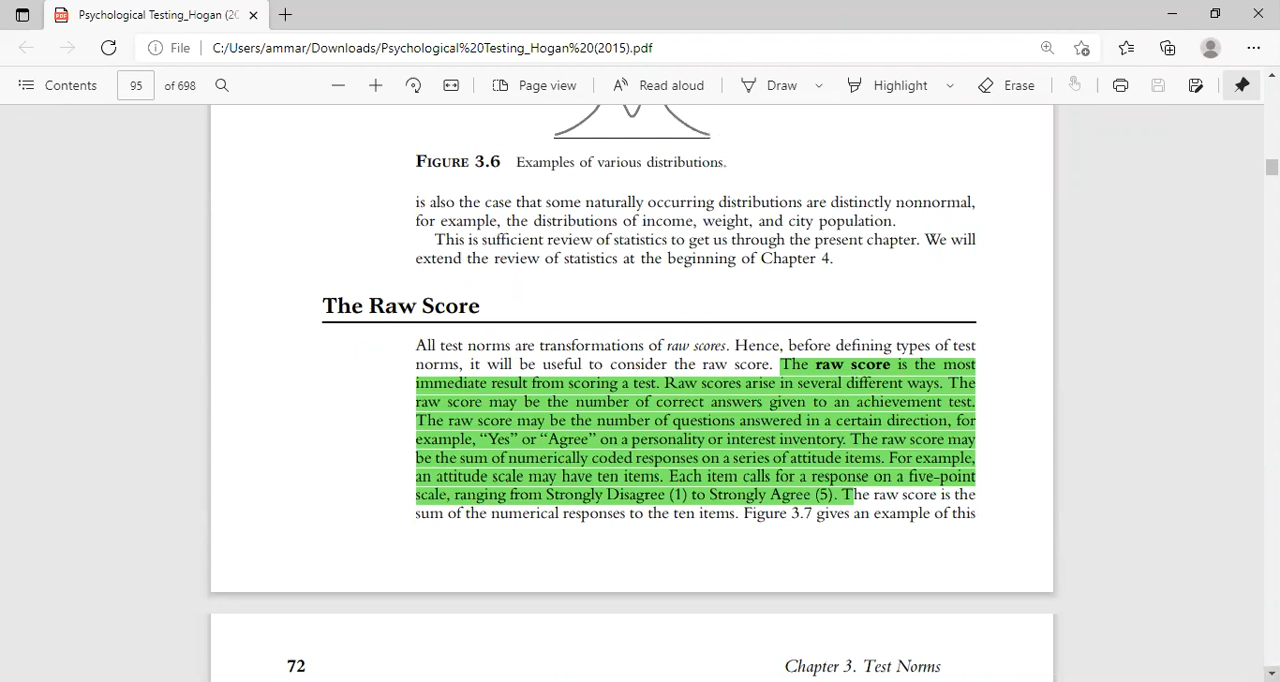 Psychological Testing_Hogan (20
File
C:/Users/ammar/Downloads/Psychological%20Testing_Hogan%20(2015).pdf
Contents
95
of 698
Page view
Read aloud
Draw
Highlight
Erase
FIGURE 3.6 Examples of various distributions.
is also the case that some naturally occurring distributions are distinctly nonnormal,
for example, the distributions of income, weight, and city population.
This is sufficient review of statistics to get us through the present chapter. We will
extend the review of statistics at the beginning of Chapter 4.
The Raw Score
All test norms are transformations of raw scores. Hence, before defining types of test
norms, it will be useful to consider the raw score. The raw score is the most
immediate result from scoring a test. Raw scores arise in several different ways. The
raw score may be the number of correct answers given to an achievement test.
The raw score may be the number of questions answered in a certain direction, for
example, “Yes” or “Agree” on a personality or interest inventory. The raw score may
be the sum of numerically coded responses on a series of attitude items. For example,
an attitude scale may have ten items. Each item calls for a response on a five-point
scale, ranging from Strongly Disagree (1) to Strongly Agree (5). The raw score is the
sum of the numerical responses to the ten items. Figure 3.7 gives an example of this
72
Chapter 3. Test Norms